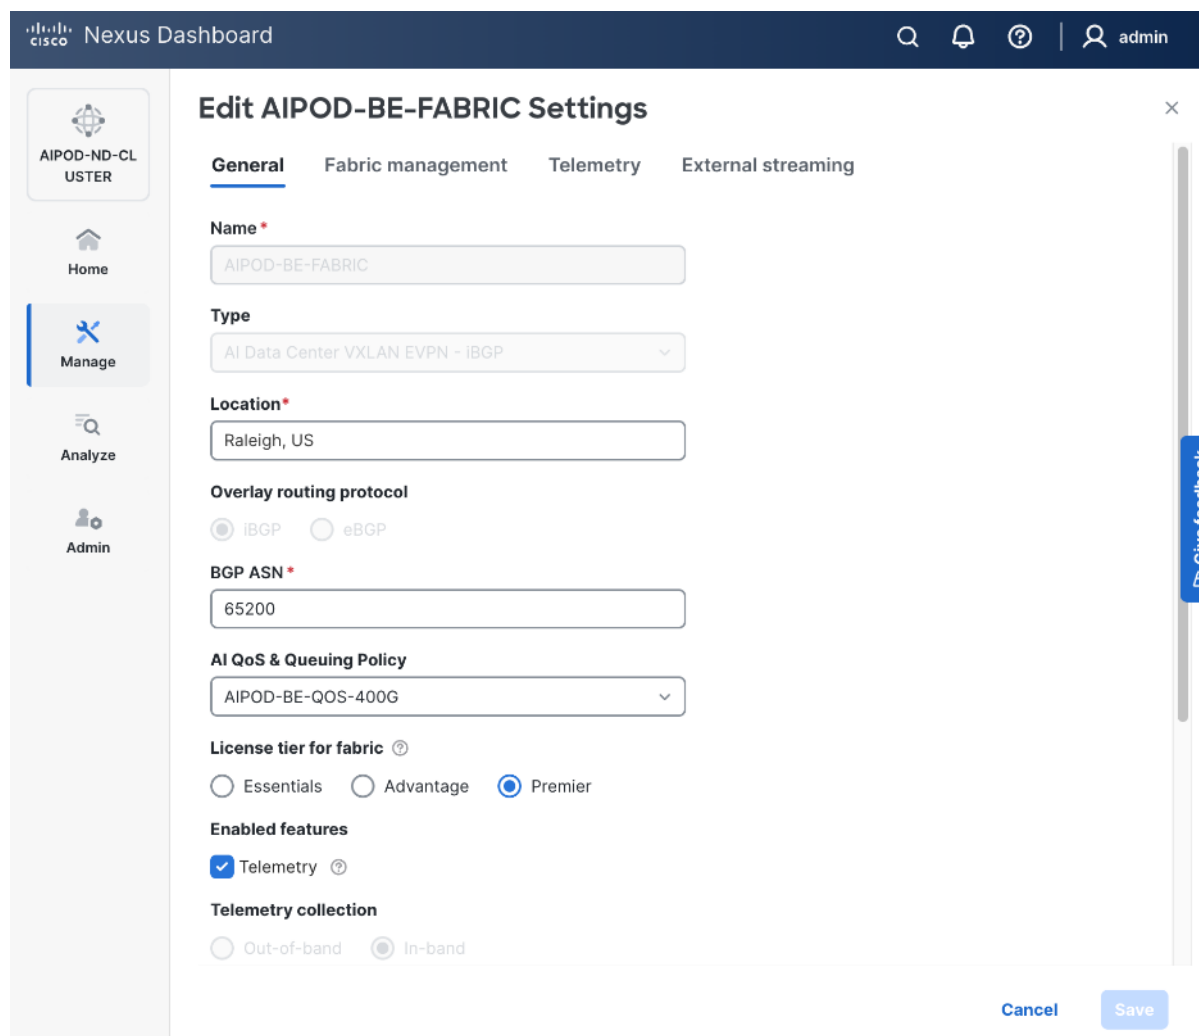 CISCO Nexus Dashboard
admin
AIPOD-ND-CL
USTER
Home
Manage
Analyze
Admin
Edit AIPOD-BE-FABRIC Settings
General Fabric management Telemetry External streaming
Name *
AIPOD-BE-FABRIC
Type
AI Data Center VXLAN EVPN - iBGP
Location*
Raleigh, US
Overlay routing protocol
iBGP eBGP
BGP ASN *
65200
AI QoS & Queuing Policy
AIPOD-BE-QOS-400G
License tier for fabric
Essentials Advantage Premier
Enabled features
Telemetry
Telemetry collection
Out-of-band In-band
Cancel Save
Give feedback